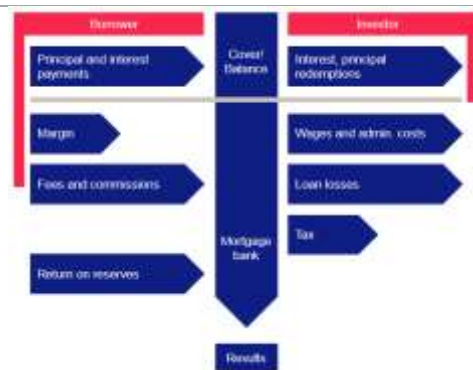 Borrower
Investor
Principal and interest
payments
Cover/
Balance
Interest, principal
redemptions
Margin
Wages and admin. costs
Fees and commissions
Loan losses
Mortgage
bank
Tax
Return on reserves
Results